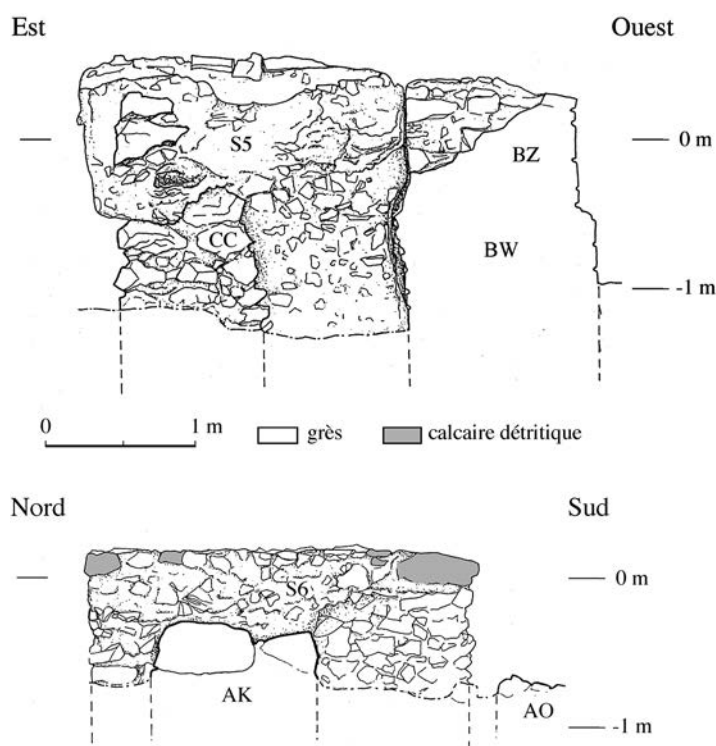 Est Ouest
S5 0 m
BZ
CC BW
-1 m
0 1 m grès calcaire détritique
Nord Sud
S6 0 m
AK AO
-1 m